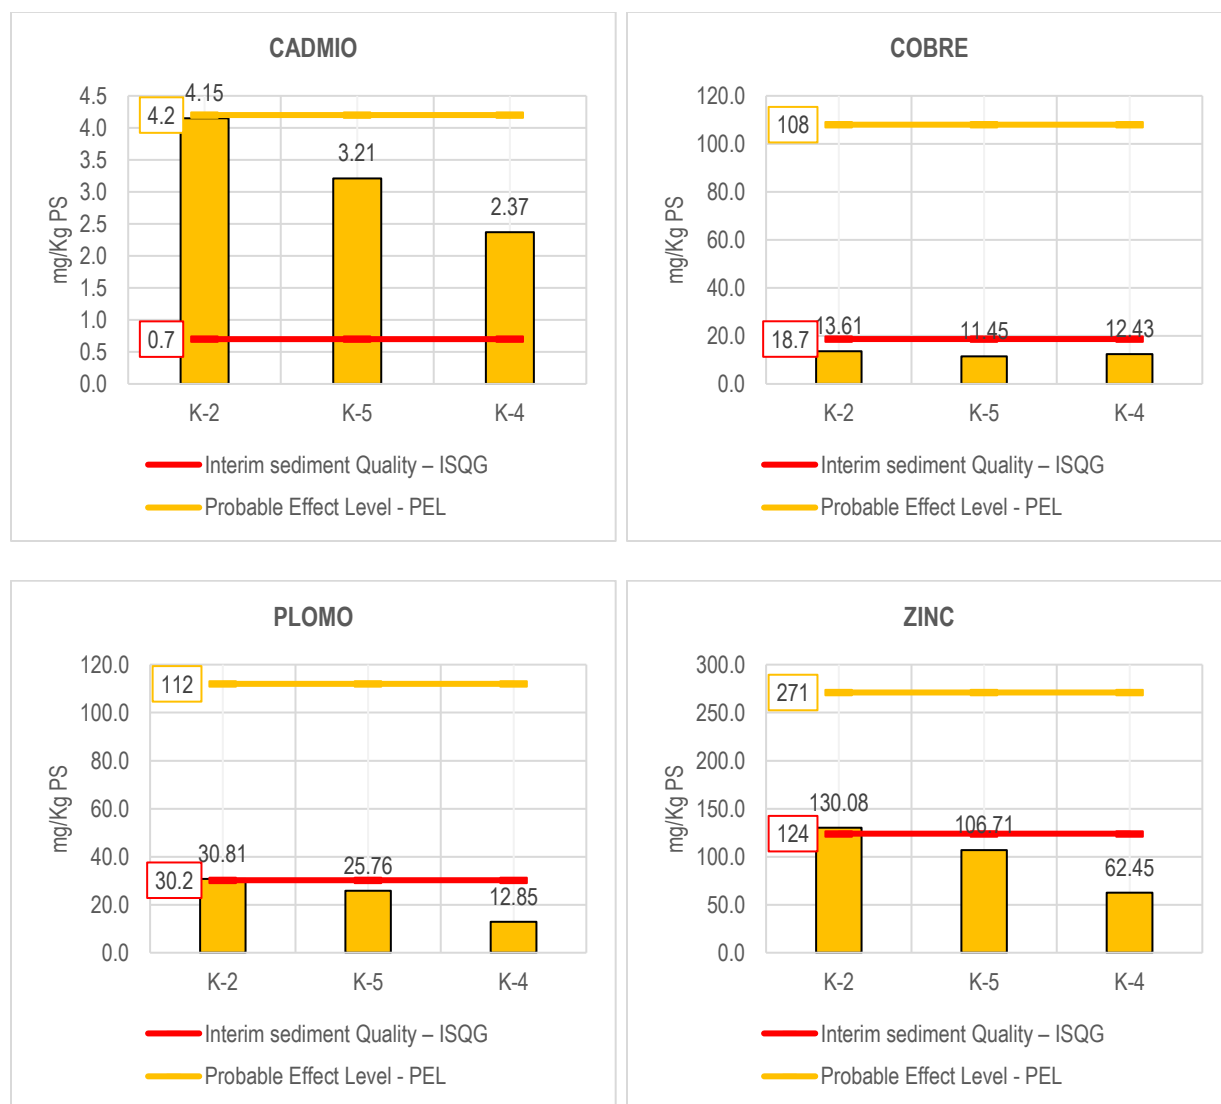 CADMIO
4.5
4.0
3.5
3.0
2.5
2.0
1.5
1.0
0.5
0.0
mg/Kg PS
4.2
0.7
4.15
3.21
2.37
K-2 K-5 K-4
Interim sediment Quality – ISQG
Probable Effect Level - PEL
COBRE
120.0
100.0
80.0
60.0
40.0
20.0
0.0
mg/Kg PS
108
18.7
13.61
11.45
12.43
K-2 K-5 K-4
Interim sediment Quality – ISQG
Probable Effect Level - PEL
PLOMO
120.0
100.0
80.0
60.0
40.0
20.0
0.0
mg/Kg PS
112
30.2
30.81
25.76
12.85
K-2 K-5 K-4
Interim sediment Quality – ISQG
Probable Effect Level - PEL
ZINC
300.0
250.0
200.0
150.0
100.0
50.0
0.0
mg/Kg PS
271
124
130.08
106.71
62.45
K-2 K-5 K-4
Interim sediment Quality – ISQG
Probable Effect Level - PEL